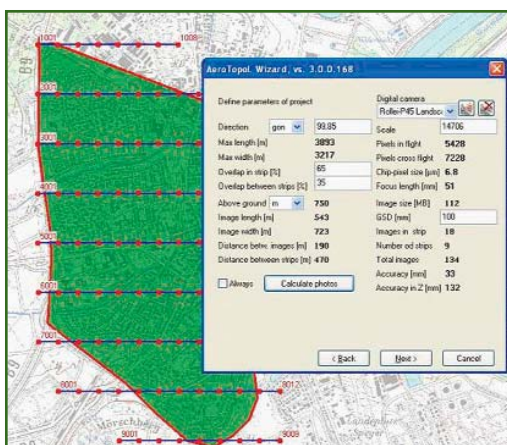 1001
1008
2001
3001
4001
5001
6001
7001
8001
8012
9001
9009
AeroTopoL Wizard, vs. 3.0.0.168
Define parameters of project
Digital camera
Rollei-P45 Landsca
Direction gon 99,85
Scale 14706
Max length [m] 3893
Pixels in flight 5428
Max width [m] 3217
Pixels cross flight 7228
Overlap in strip [%] 65
Chip-pixel size [µm] 6.8
Overlap between strips [%] 35
Focus length [mm] 51
Above ground m 750
Image size [MB] 112
Image length [m] 543
GSD [mm] 100
Image width [m] 723
Images in strip 18
Distance betw. images [m] 190
Number od strips 9
Distance between strips [m] 470
Total images 134
Accuracy [mm] 33
Always
Calculate photos
Accuracy in Z [mm] 132
< Back
Next >
Cancel